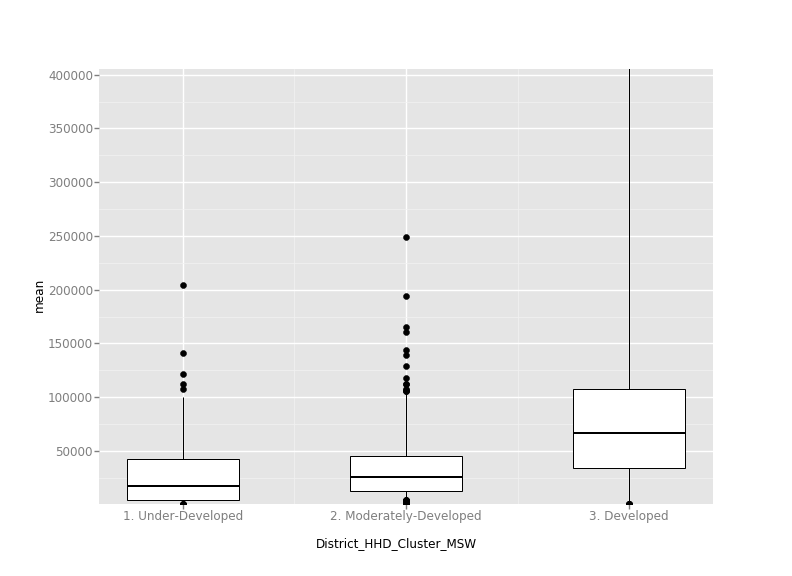 400000
350000
300000
250000
200000
150000
100000
50000
mean
1. Under-Developed
2. Moderately-Developed
3. Developed
District_HHD_Cluster_MSW